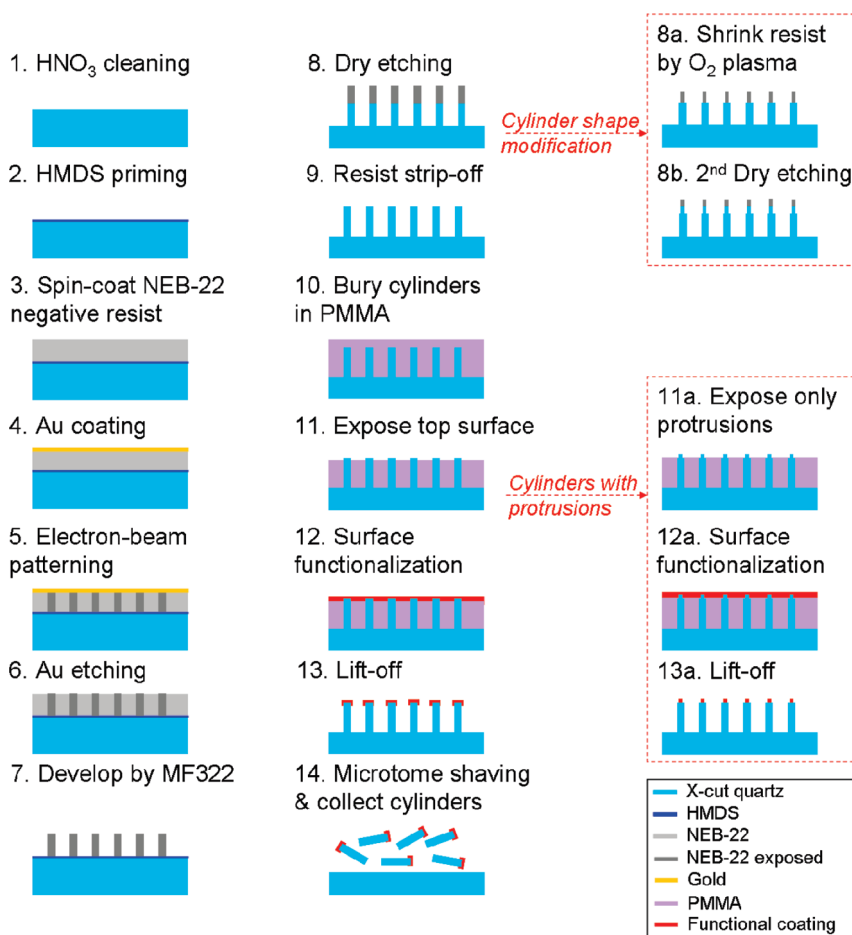 1. HNO₃ cleaning
2. HMDS priming
3. Spin-coat NEB-22
negative resist
4. Au coating
5. Electron-beam
patterning
6. Au etching
7. Develop by MF322
8. Dry etching
9. Resist strip-off
10. Bury cylinders
in PMMA
11. Expose top surface
12. Surface
functionalization
13. Lift-off
14. Microtome shaving
& collect cylinders
Cylinder shape
modification
8a. Shrink resist
by O₂ plasma
8b. 2nd Dry etching
Cylinders with
protrusions
11a. Expose only
protrusions
12a. Surface
functionalization
13a. Lift-off
X-cut quartz
HMDS
NEB-22
NEB-22 exposed
Gold
PMMA
Functional coating